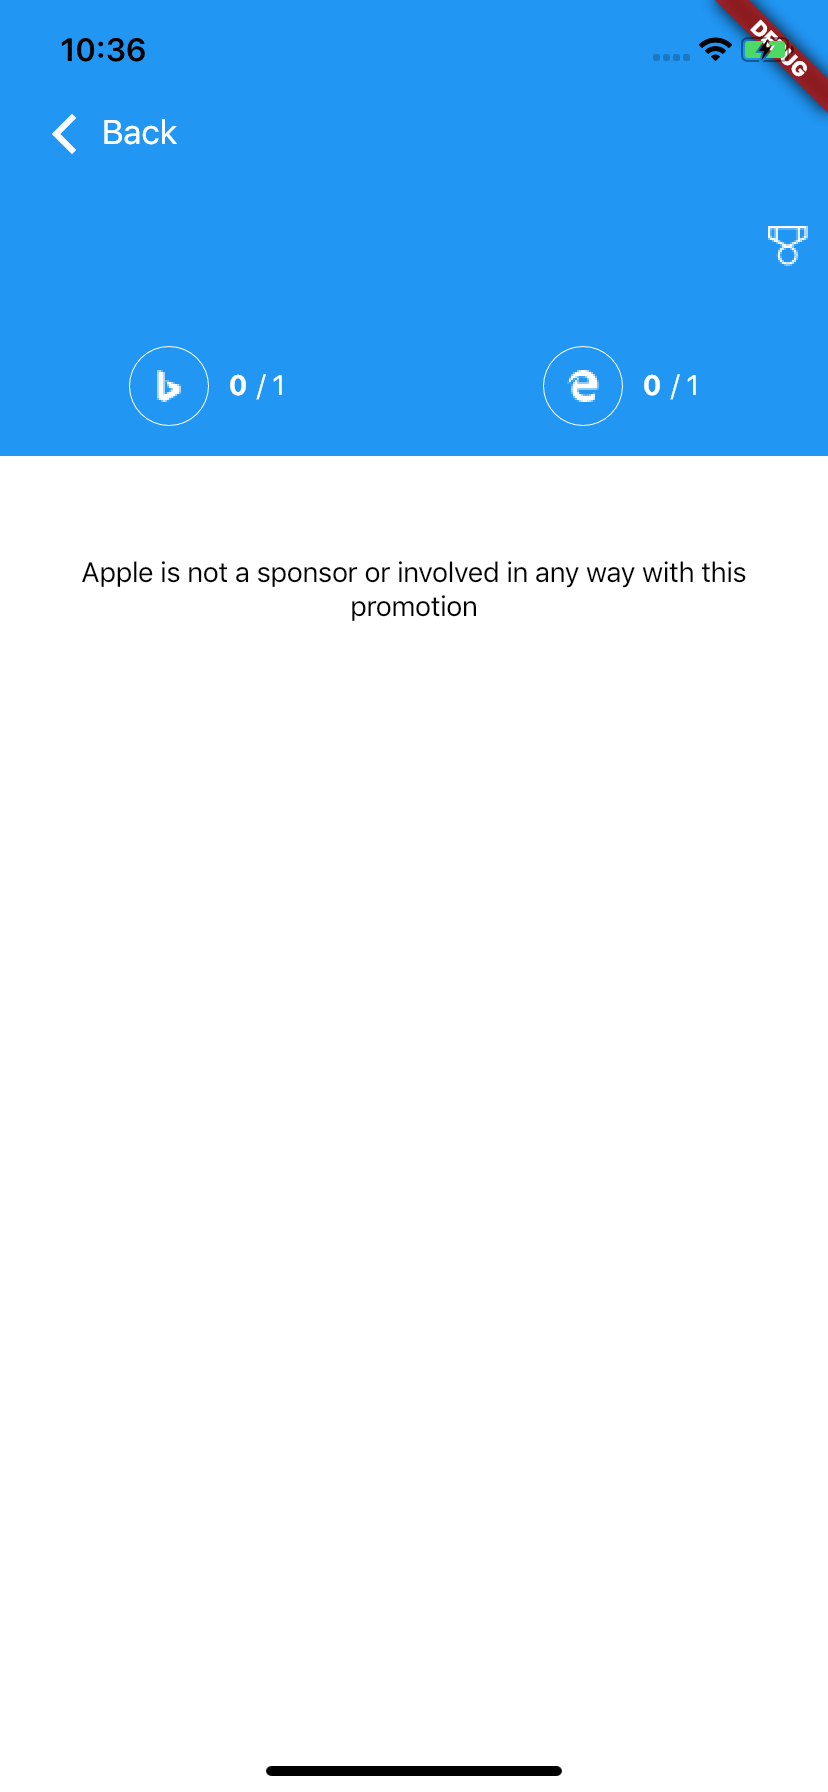 10:36
DEBUG
Back
0 / 1
0 / 1
Apple is not a sponsor or involved in any way with this
promotion